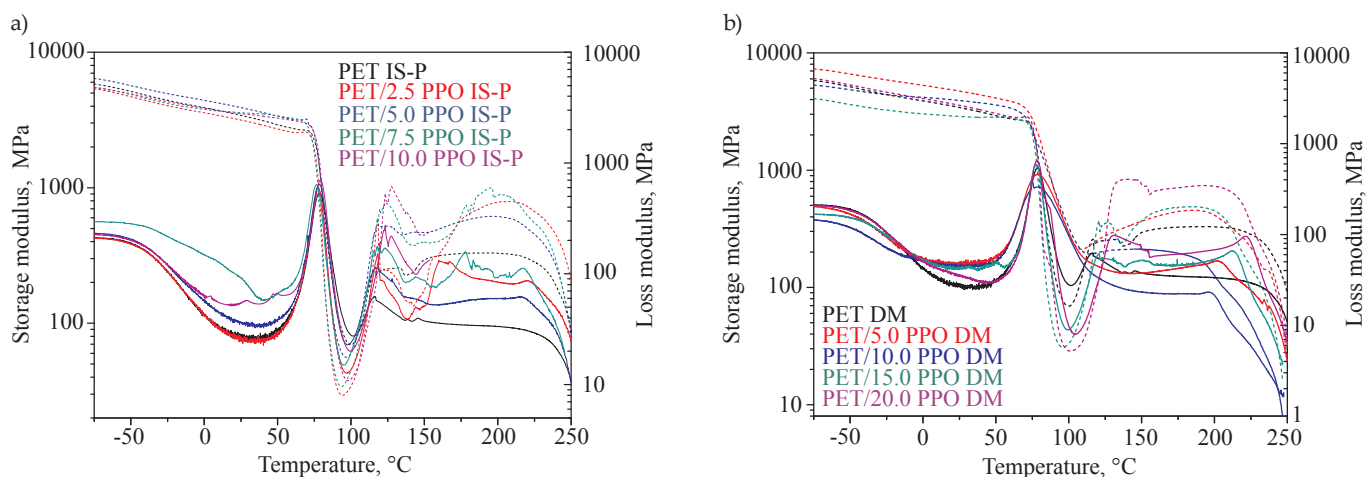 a)
10000
1000
100
Storage modulus, MPa
PET IS-P
PET/2.5 PPO IS-P
PET/5.0 PPO IS-P
PET/7.5 PPO IS-P
PET/10.0 PPO IS-P
10000
1000
100
10
Loss modulus, MPa
-50 0 50 100 150 200 250
Temperature, °C
b)
10000
1000
100
10
Storage modulus, MPa
PET DM
PET/5.0 PPO DM
PET/10.0 PPO DM
PET/15.0 PPO DM
PET/20.0 PPO DM
10000
1000
100
10
1
Loss modulus, MPa
-50 0 50 100 150 200 250
Temperature, °C